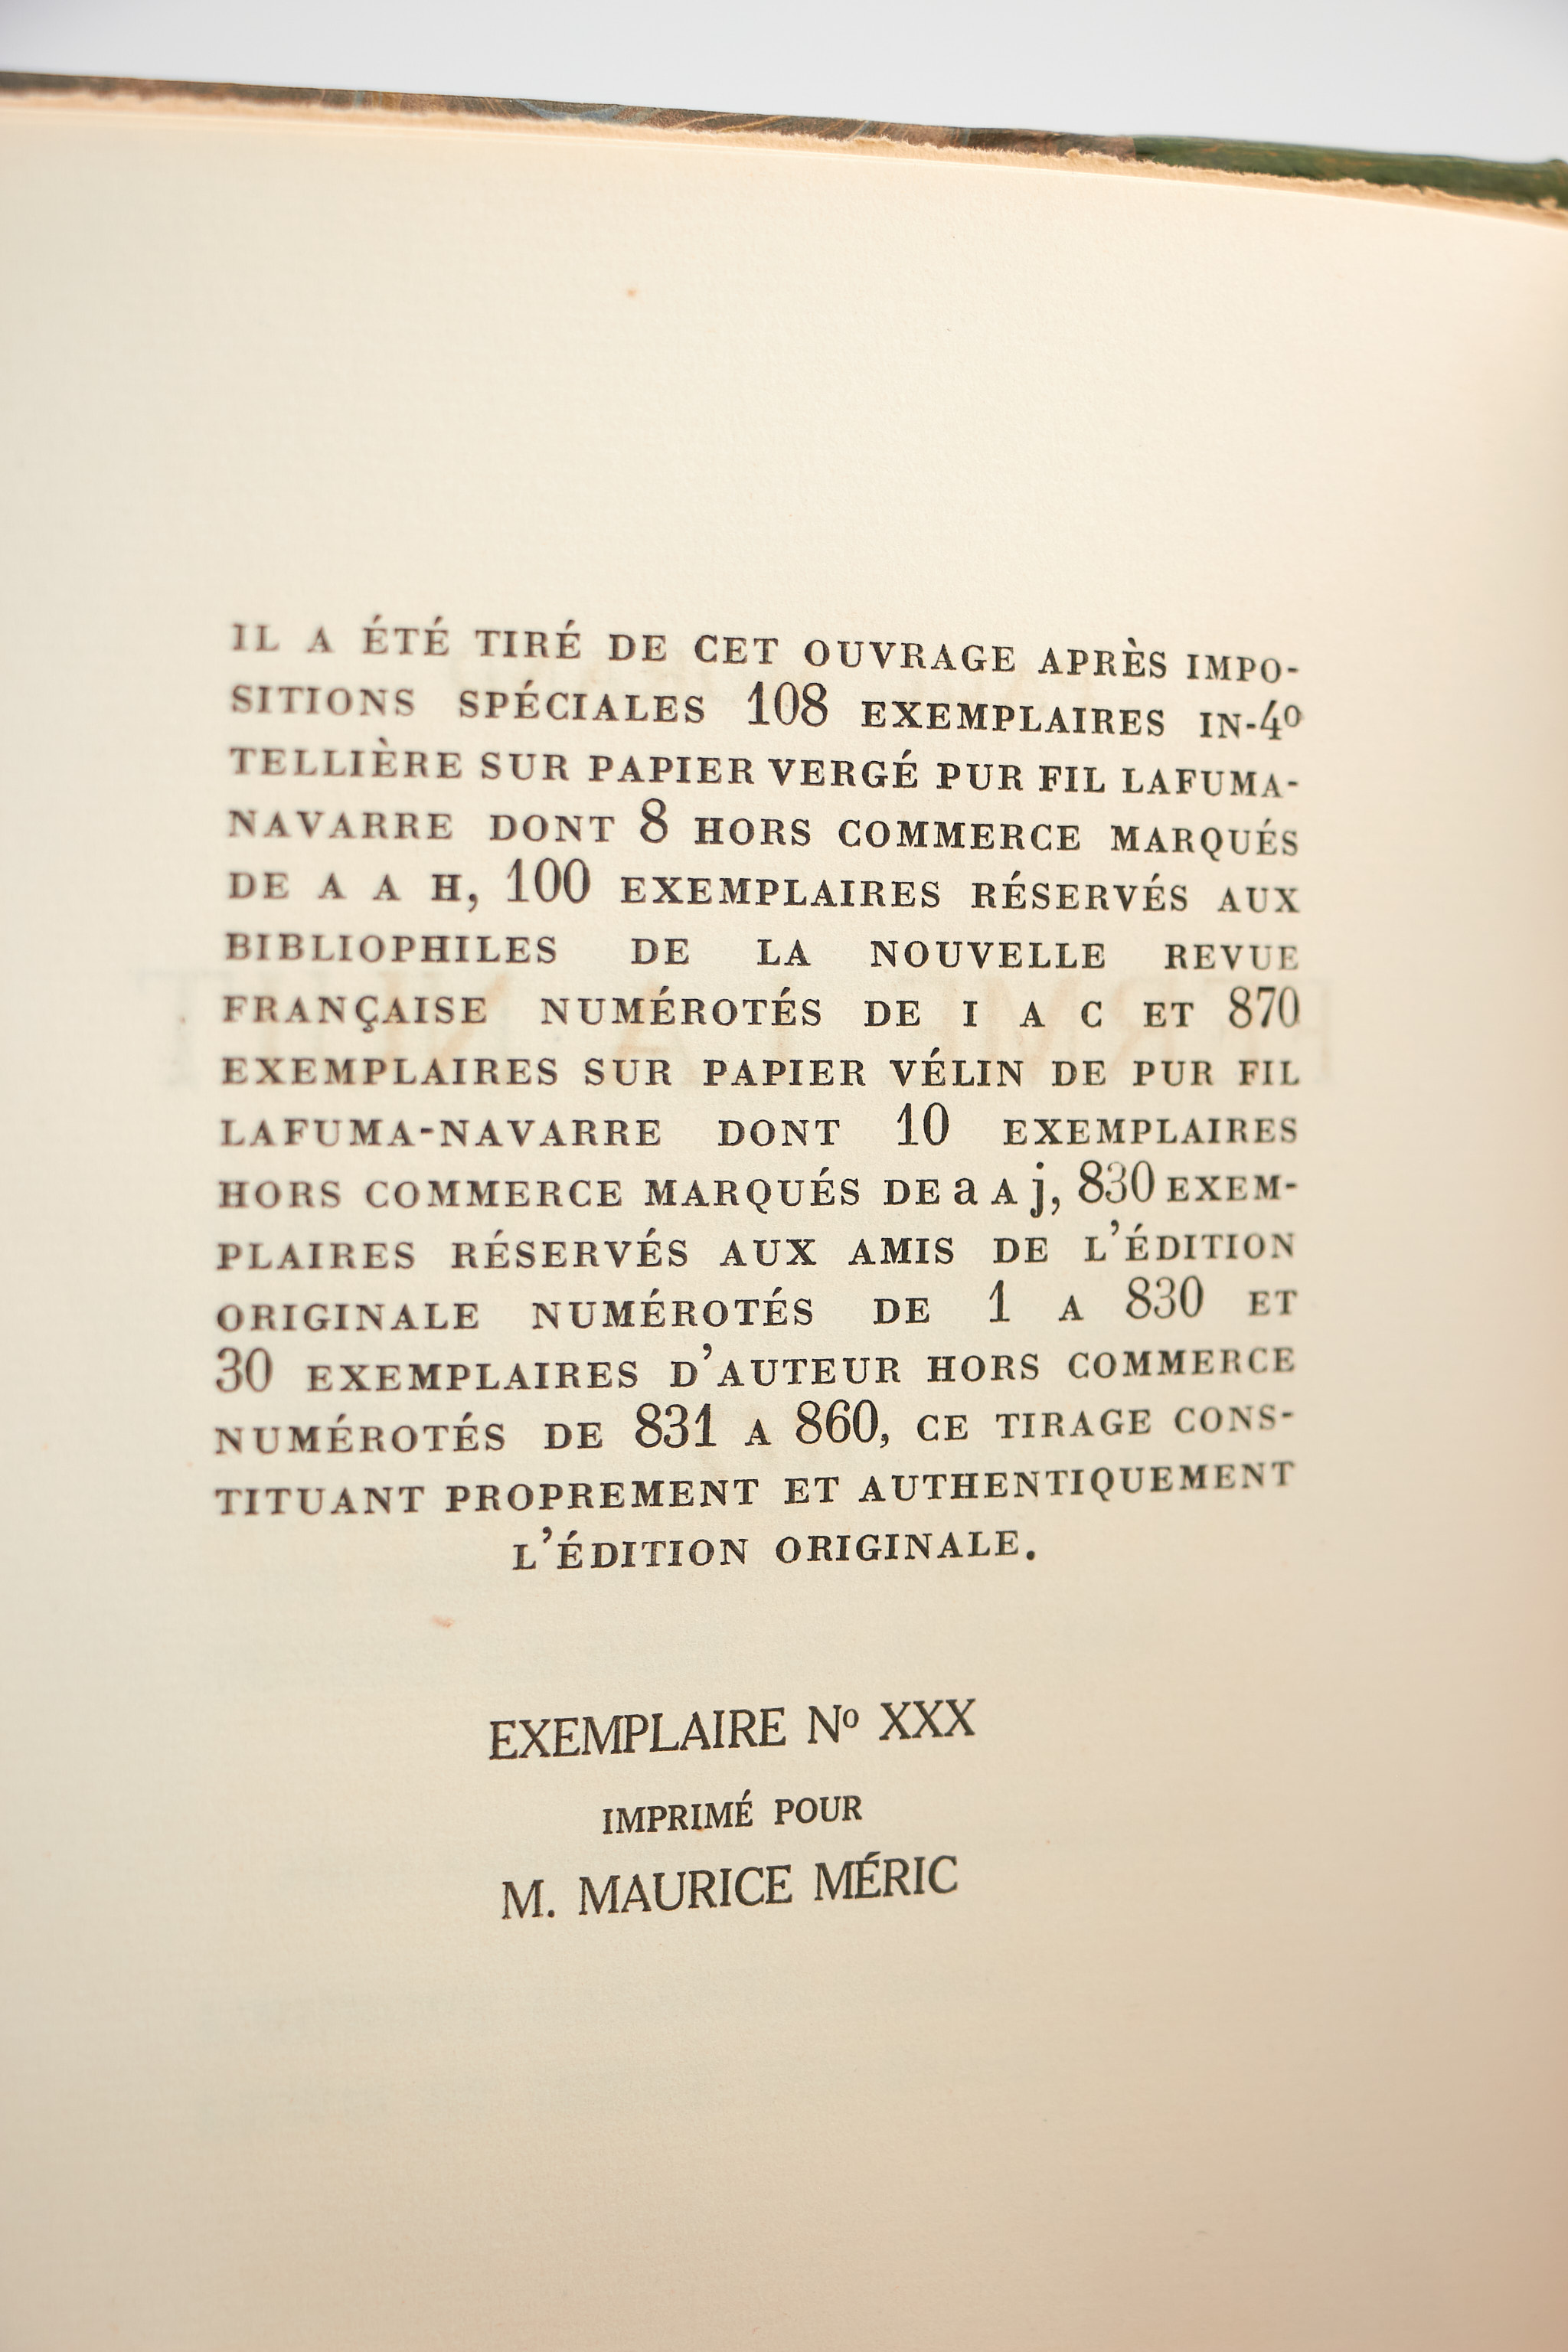 IL A ÉTÉ TIRÉ DE CET OUVRAGE APRÈS IMPO-
SITIONS SPÉCIALES 108 EXEMPLAIRES IN-4º
TELLIÈRE SUR PAPIER VERGÉ PUR FIL LAFUMA-
NAVARRE DONT 8 HORS COMMERCE MARQUÉS
DE A A H, 100 EXEMPLAIRES RÉSERVÉS AUX
BIBLIOPHILES DE LA NOUVELLE REVUE
FRANÇAISE NUMÉROTÉS DE I A C ET 870
EXEMPLAIRES SUR PAPIER VÉLIN DE PUR FIL
LAFUMA-NAVARRE DONT 10 EXEMPLAIRES
HORS COMMERCE MARQUÉS DE a A j, 830 EXEM-
PLAIRES RÉSERVÉS AUX AMIS DE L'ÉDITION
ORIGINALE NUMÉROTÉS DE 1 A 830 ET
30 EXEMPLAIRES D'AUTEUR HORS COMMERCE
NUMÉROTÉS DE 831 A 860, CE TIRAGE CONS-
TITUANT PROPREMENT ET AUTHENTIQUEMENT
L'ÉDITION ORIGINALE.
EXEMPLAIRE Nº XXX
IMPRIMÉ POUR
M. MAURICE MÉRIC